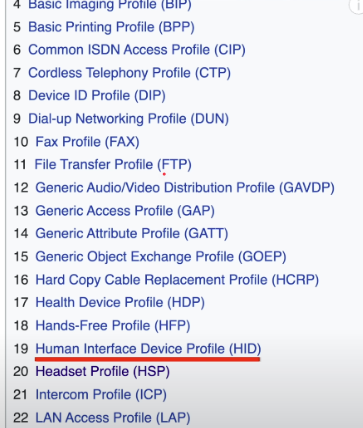 4 Basic Imaging Profile (BIP)
5 Basic Printing Profile (BPP)
6 Common ISDN Access Profile (CIP)
7 Cordless Telephony Profile (CTP)
8 Device ID Profile (DIP)
9 Dial-up Networking Profile (DUN)
10 Fax Profile (FAX)
11 File Transfer Profile (FTP)
12 Generic Audio/Video Distribution Profile (GAVDP)
13 Generic Access Profile (GAP)
14 Generic Attribute Profile (GATT)
15 Generic Object Exchange Profile (GOEP)
16 Hard Copy Cable Replacement Profile (HCRP)
17 Health Device Profile (HDP)
18 Hands-Free Profile (HFP)
19 Human Interface Device Profile (HID)
20 Headset Profile (HSP)
21 Intercom Profile (ICP)
22 LAN Access Profile (LAP)